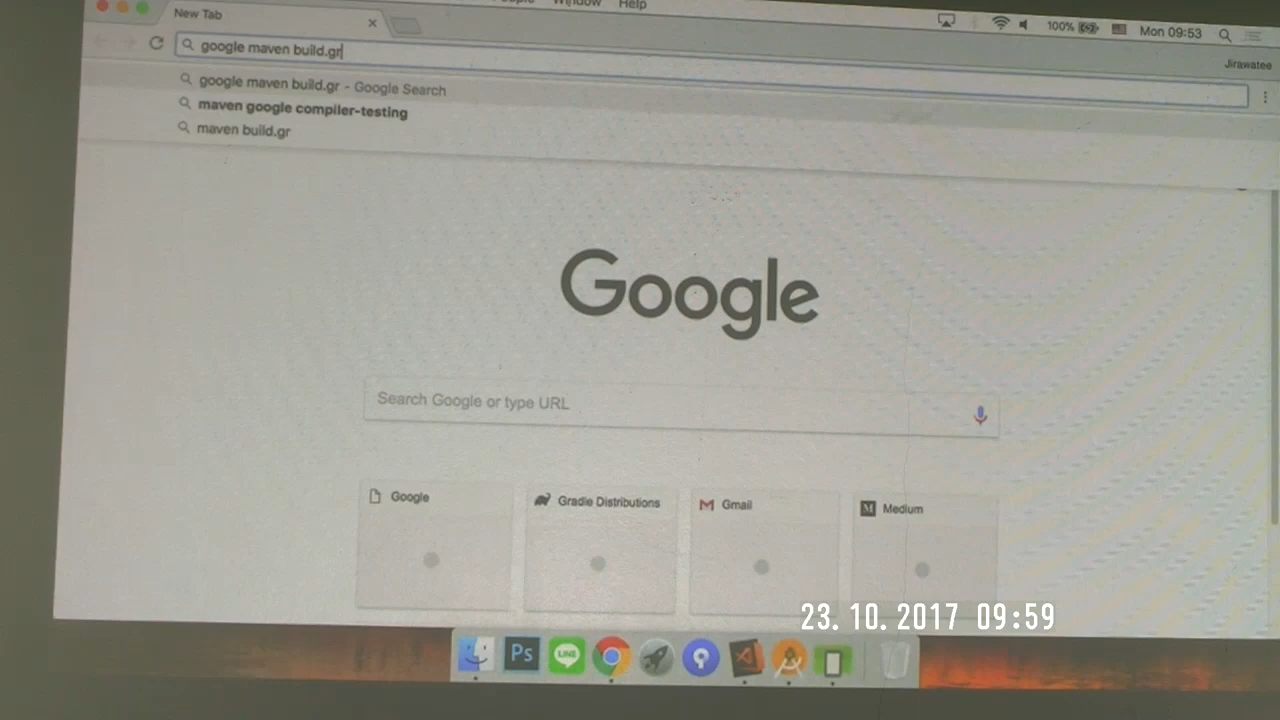 Window Help
New Tab
100%
Mon 09:53
google maven build.gr
Jirawatee
google maven build.gr - Google Search
maven google compiler-testing
maven build.gr
Google
Search Google or type URL
Google
Gradle Distributions
M Gmail
M Medium
23. 10. 2017 09:59
Ps
LINE